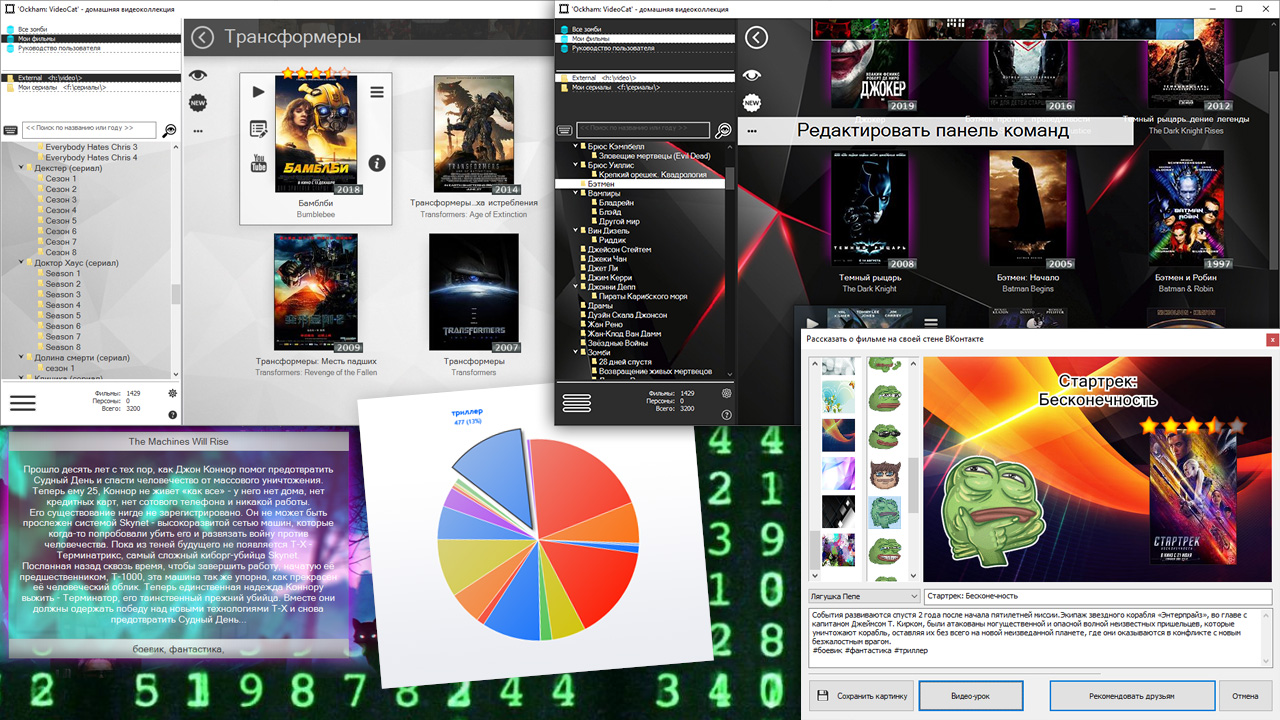 'Ockham: VideoCat' - домашняя видеоколлекция
Все зомби
Мои фильмы
Руководство пользователя
External <h:\video\>
Мои сериалы <f:\сериалы\>
<< Поиск по названию или году >>
Everybody Hates Chris 3
Everybody Hates Chris 4
Декстер (сериал)
Сезон 1
Сезон 2
Сезон 3
Сезон 4
Сезон 5
Сезон 6
Сезон 7
Сезон 8
Доктор Хаус (сериал)
Season 1
Season 2
Season 3
Season 4
Season 5
Season 6
Season 7
Season 8
Долина смерти (сериал)
сезон 1
Фильмы: 1429
Персоны: 0
Всего: 3200
Трансформеры
NEW
You
Tube
БАМБЛБИ
2018
Бамблби
Bumblebee
TRANSFORMERS
2014
Трансформеры..ха истребления
Transformers: Age of Extinction
2009
Трансформеры: Месть падших
Transformers: Revenge of the Fallen
TRANSFORMERS
2007
Трансформеры
Transformers
'Ockham: VideoCat' - домашняя видеоколлекция
Все зомби
Мои фильмы
Руководство пользователя
External <h:\video\>
Мои сериалы <f:\сериалы\>
<< Поиск по названию или году >>
Брюс Кэмпбелл
Зловещие мертвецы (Evil Dead)
Брюс Уиллис
Крепкий орешек. Квадрология
Бэтмен
Вампиры
Бладрейн
Блэйд
Другой мир
Вин Дизель
Риддик
Джейсон Стейтем
Джеки Чан
Джет Ли
Джим Керри
Джонни Депп
Пираты Карибского моря
Драмы
Дуэйн Скала Джонсон
Жан Рено
Жан-Клод Ван Дамм
Звёздные Войны
Зомби
28 дней спустя
Возвращение живых мертвецов
Фильмы: 1429
Персоны: 0
Всего: 3200
NEW
ДЖОКЕР
2019
2016
2012
The Dark Knight Rises
Редактировать панель команд
ТЕМНЫЙ РЫЦАРЬ
2008
Темный рыцарь
The Dark Knight
2005
Бэтмен: Начало
Batman Begins
BATMAN
ROBIN
1997
Бэтмен и Робин
Batman & Robin
The Machines Will Rise
Прошло десять лет с тех пор, как Джон Коннор помог предотвратить
Судный День и спасти человечество от массового уничтожения.
Теперь ему 25, Коннор не живет «как все» - у него нет дома, нет
кредитных карт, нет сотового телефона и никакой работы
Его существование нигде не зарегистрировано. Он не может быть
прослежен системой Skynet - высокоразвитой сетью машин, которые
когда-то попробовали убить его и развязать войну против
человечества. Пока из теней будущего не появляется Т-Х -
Терминатрикс, самый сложный киборг-убийца Skynet.
Посланная назад сквозь время, чтобы завершить работу, начатую её
предшественником, Т-1000, эта машина так же упорна, как прекрасен
её человеческий облик. Теперь единственная надежда Коннору
выжить - Терминатор, его таинственный прежний убийца. Вместе они
должны одержать победу над новыми технологиями Т-Х и снова
предотвратить Судный День...
боевик, фантастика,
триллер
477 (13%)
Рассказать о фильме на своей стене ВКонтакте
Стартрек:
Бесконечность
СТАРТРЕК
БЕСКОНЕЧНОСТЬ
Лягушка Пепе
Стартрек: Бесконечность
События развиваются спустя 2 года после начала пятилетней миссии.Экипаж звездного корабля «Энтерпрайз», во главе с
капитаном Джеймсом Т. Кирком, были атакованы могущественной и опасной волной неизвестных пришельцев, которые
уничтожают корабль, оставляя их без всего на новой неизведанной планете, где они оказываются в конфликте с новым
безжалостным врагом.
#боевик #фантастика #триллер
Сохранить картинку
Видео-урок
Рекомендовать друзьям
Отмена